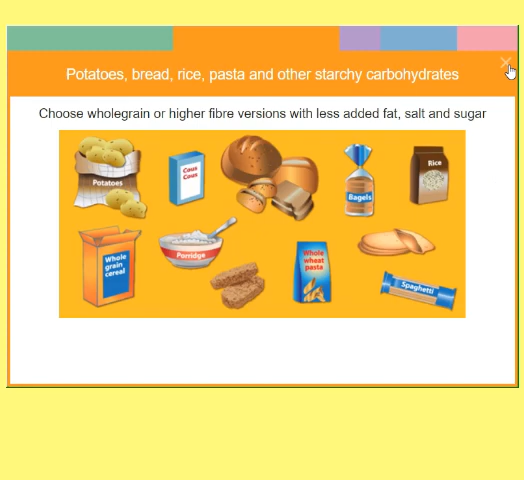 Potatoes, bread, rice, pasta and other starchy carbohydrates
Choose wholegrain or higher fibre versions with less added fat, salt and sugar
Potatoes
Cous
Cous
Bagels
Rice
Whole
grain
cereal
Porridge
Whole
wheat
pasta
Spaghetti